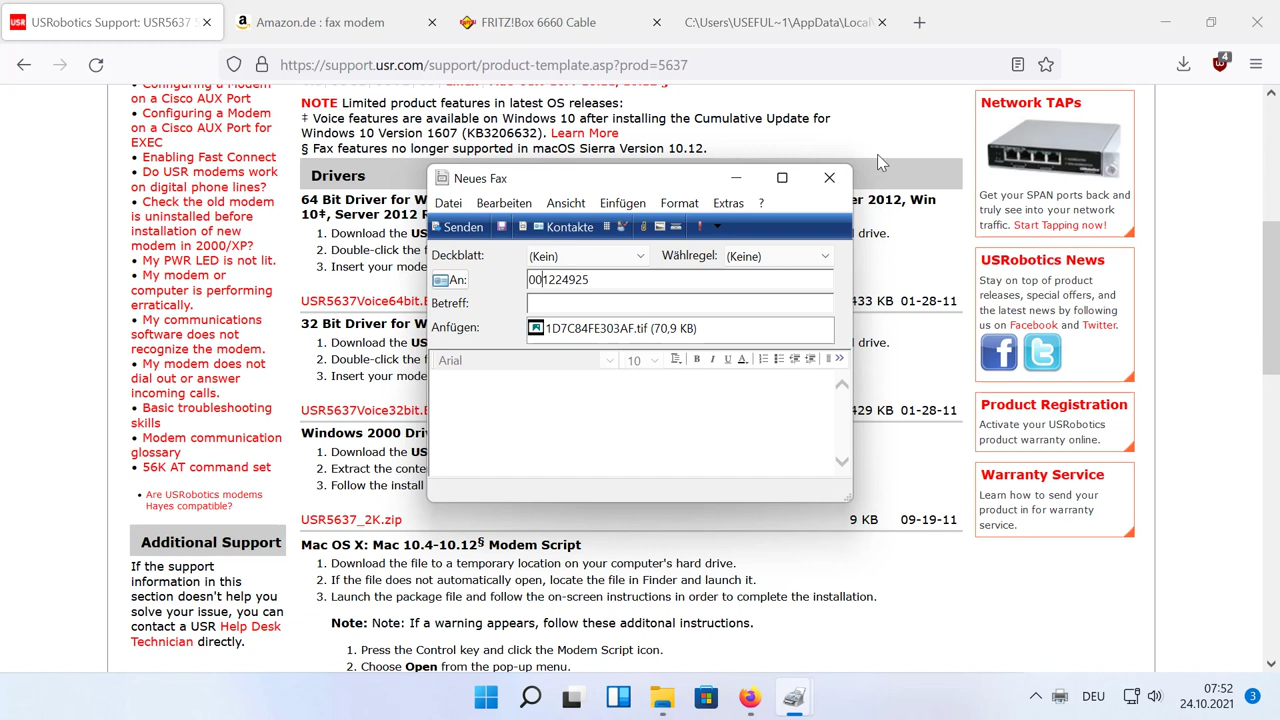 USRobotics Support: USR5637 5
Amazon.de : fax modem
FRITZ!Box 6660 Cable
C:\Users\USEFUL~1\AppData\Local\
https://support.usr.com/support/product-template.asp?prod=5637
4
Configuring a Modem
on a Cisco AUX Port
• Configuring a Modem
on a Cisco AUX Port for
EXEC
• Enabling Fast Connect
• Do USR modems work
on digital phone lines?
• Check the old modem
is uninstalled before
installation of new
modem in 2000/XP?
• My PWR LED is not lit.
• My modem or
computer is
performing
erratically.
• My communications
software does not
recognize the modem.
• My modem does not
dial out or answer
incoming calls.
• Basic troubleshooting
skills
• Modem communication
glossary
• 56K AT command set
• Are USRobotics modems
Hayes compatible?
Additional Support
If the support
information in this
section doesn't help you
solve your issue, you can
contact a USR Help Desk
Technician directly.
NOTE Limited product features in latest OS releases:
‡ Voice features are available on Windows 10 after installing the Cumulative Update for
Windows 10 Version 1607 (KB3206632). Learn More
§ Fax features no longer supported in macOS Sierra Version 10.12.
Drivers
64 Bit Driver for W
er 2012, Win
10‡, Server 2012 R
1. Download the US
drive.
2. Double-click the f
3. Insert your mode
USR5637Voice64bit.E
433 KB 01-28-11
32 Bit Driver for W
1. Download the US
drive.
2. Double-click the f
3. Insert your mode
USR5637Voice32bit.E
429 KB 01-28-11
Windows 2000 Dri
1. Download the US
2. Extract the conte
3. Follow the install
USR5637_2K.zip
9 KB 09-19-11
Mac OS X: Mac 10.4-10.12§ Modem Script
1. Download the file to a temporary location on your computer's hard drive.
2. If the file does not automatically open, locate the file in Finder and launch it.
3. Launch the package file and follow the on-screen instructions in order to complete the installation.
Note: Note: If a warning appears, follow these additonal instructions.
1. Press the Control key and click the Modem Script icon.
2. Choose Open from the pop-up menu.
Neues Fax
Datei Bearbeiten Ansicht Einfügen Format Extras ?
Senden Kontakte
Deckblatt: (Kein) Wählregel: (Keine)
An: 001224925
Betreff:
Anfügen: 1D7C84FE303AF.tif (70,9 KB)
Arial 10 B I U A
Network TAPs
Get your SPAN ports back and
truly see into your network
traffic. Start Tapping now!
USRobotics News
Stay on top of product
releases, special offers, and
the latest news by following
us on Facebook and Twitter.
Product Registration
Activate your USRobotics
product warranty online.
Warranty Service
Learn how to send your
product in for warranty
service.
DEU
07:52
24.10.2021
3